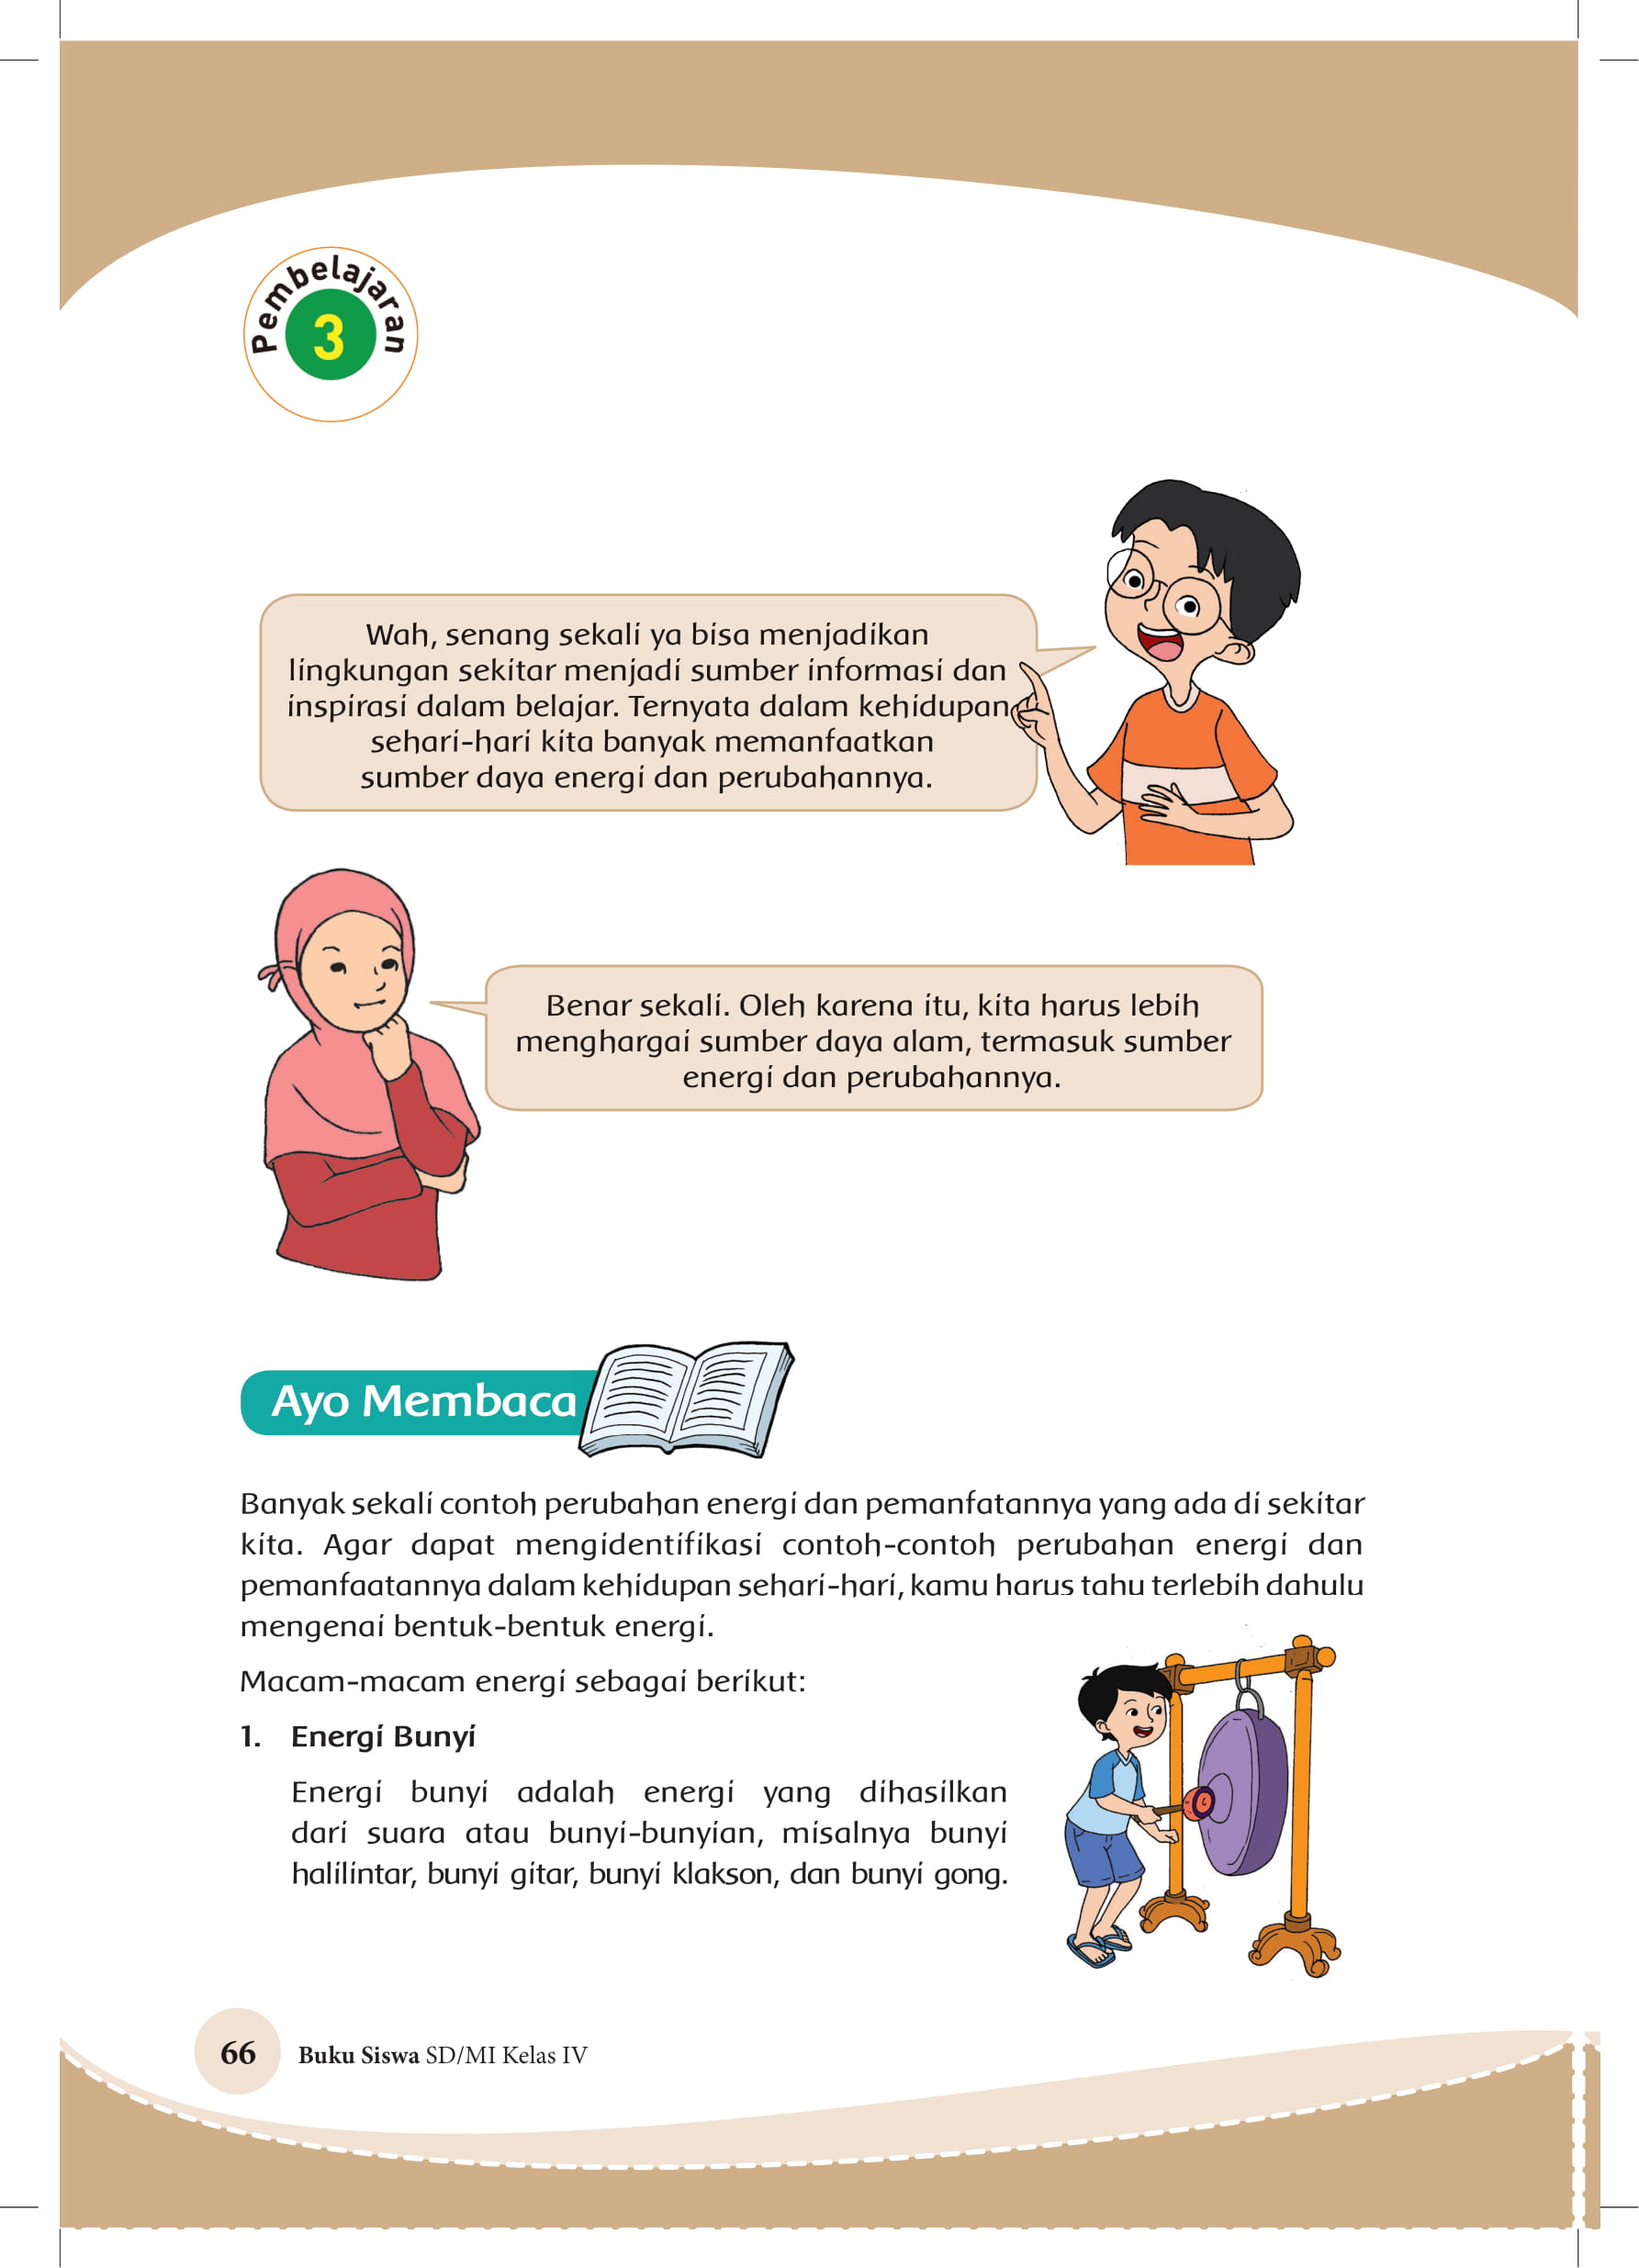 Pembelajaran
3
Wah, senang sekali ya bisa menjadikan
lingkungan sekitar menjadi sumber informasi dan
inspirasi dalam belajar. Ternyata dalam kehidupan
sehari-hari kita banyak memanfaatkan
sumber daya energi dan perubahannya.
Benar sekali. Oleh karena itu, kita harus lebih
menghargai sumber daya alam, termasuk sumber
energi dan perubahannya.
Ayo Membaca
Banyak sekali contoh perubahan energi dan pemanfatannya yang ada di sekitar
kita. Agar dapat mengidentifikasi contoh-contoh perubahan energi dan
pemanfaatannya dalam kehidupan sehari-hari, kamu harus tahu terlebih dahulu
mengenai bentuk-bentuk energi.
Macam-macam energi sebagai berikut:
1. Energi Bunyi
Energi bunyi adalah energi yang dihasilkan
dari suara atau bunyi-bunyian, misalnya bunyi
halilintar, bunyi gitar, bunyi klakson, dan bunyi gong.
66 Buku Siswa SD/MI Kelas IV